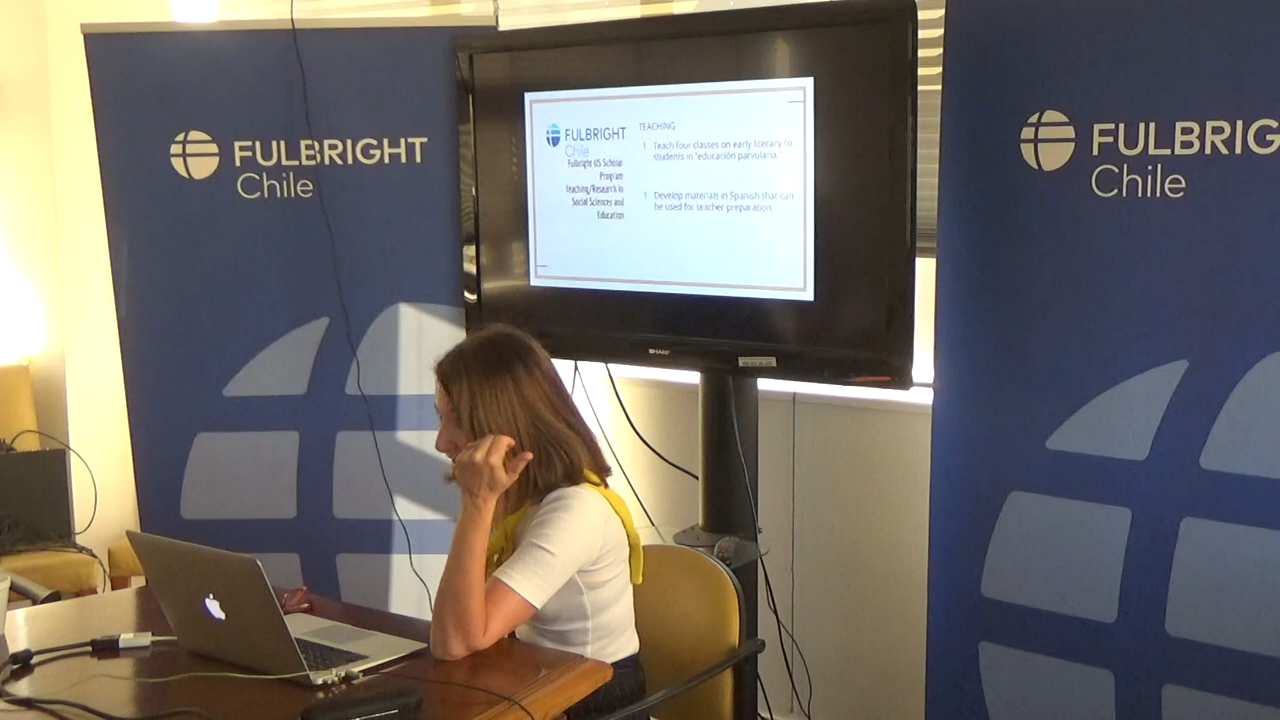 FULBRIGHT
Chile
FULBRIGHT
Chile
Fulbright US Scholar
Program
Teaching/Research in
Social Sciences and
Education
TEACHING
1. Teach four classes on early literary to
students in "educación parvularia."
1. Develop materials in Spanish that can
be used for teacher preparation.
SHARP
FULBRIG
Chile